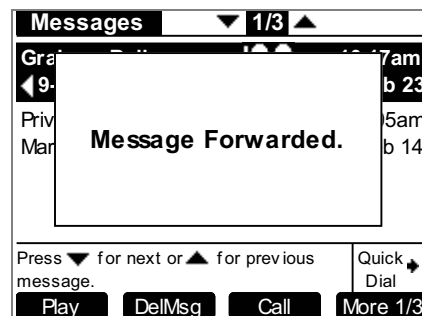 Messages ▼ 1/3 ▲
Message Forwarded.
Press ▼ for next or ▲ for previous
message.
Quick
Dial
Play DelMsg Call More 1/3